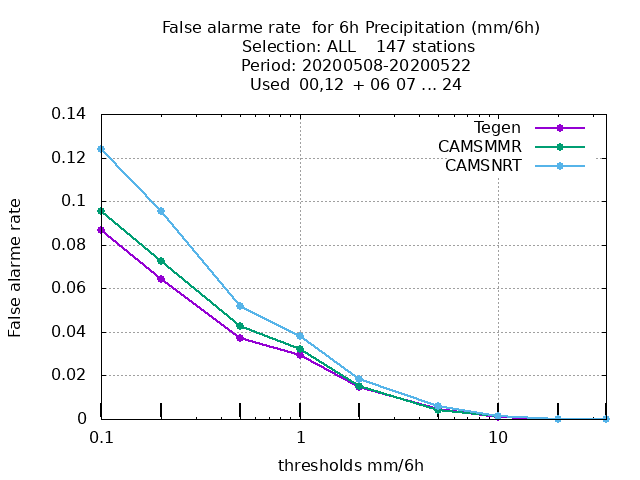 False alarme rate  for 6h Precipitation (mm/6h)
Selection: ALL    147 stations
Period: 20200508-20200522
Used  00,12  + 06 07 ... 24
Tegen
CAMSMMR
CAMSNRT
False alarme rate
0.14
0.12
0.1
0.08
0.06
0.04
0.02
0
0.1 1 10
thresholds mm/6h